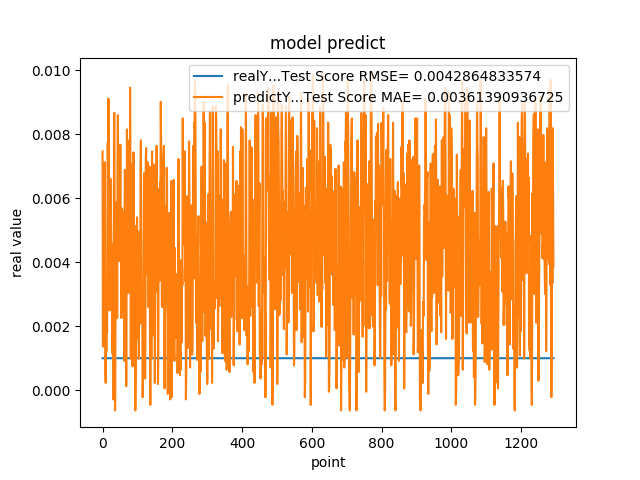 model predict
realY...Test Score RMSE= 0.0042864833574
predictY...Test Score MAE= 0.00361390936725
0.010
0.008
0.006
0.004
0.002
0.000
real value
0 200 400 600 800 1000 1200
point